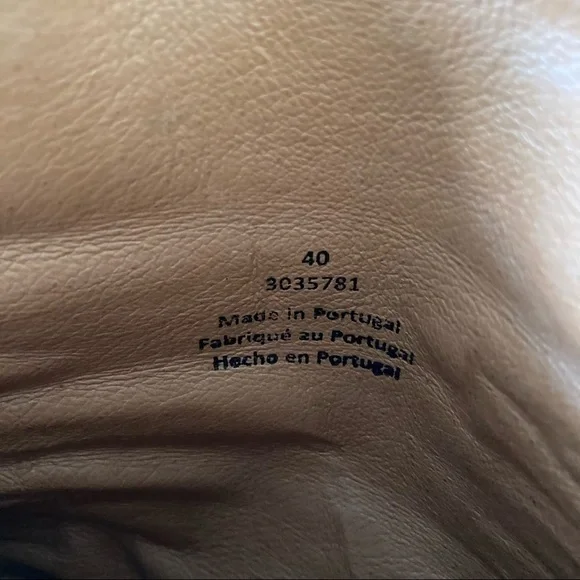 40
3035781
Made in Portugal
Fabriqué au Portugal
Hecho en Portugal